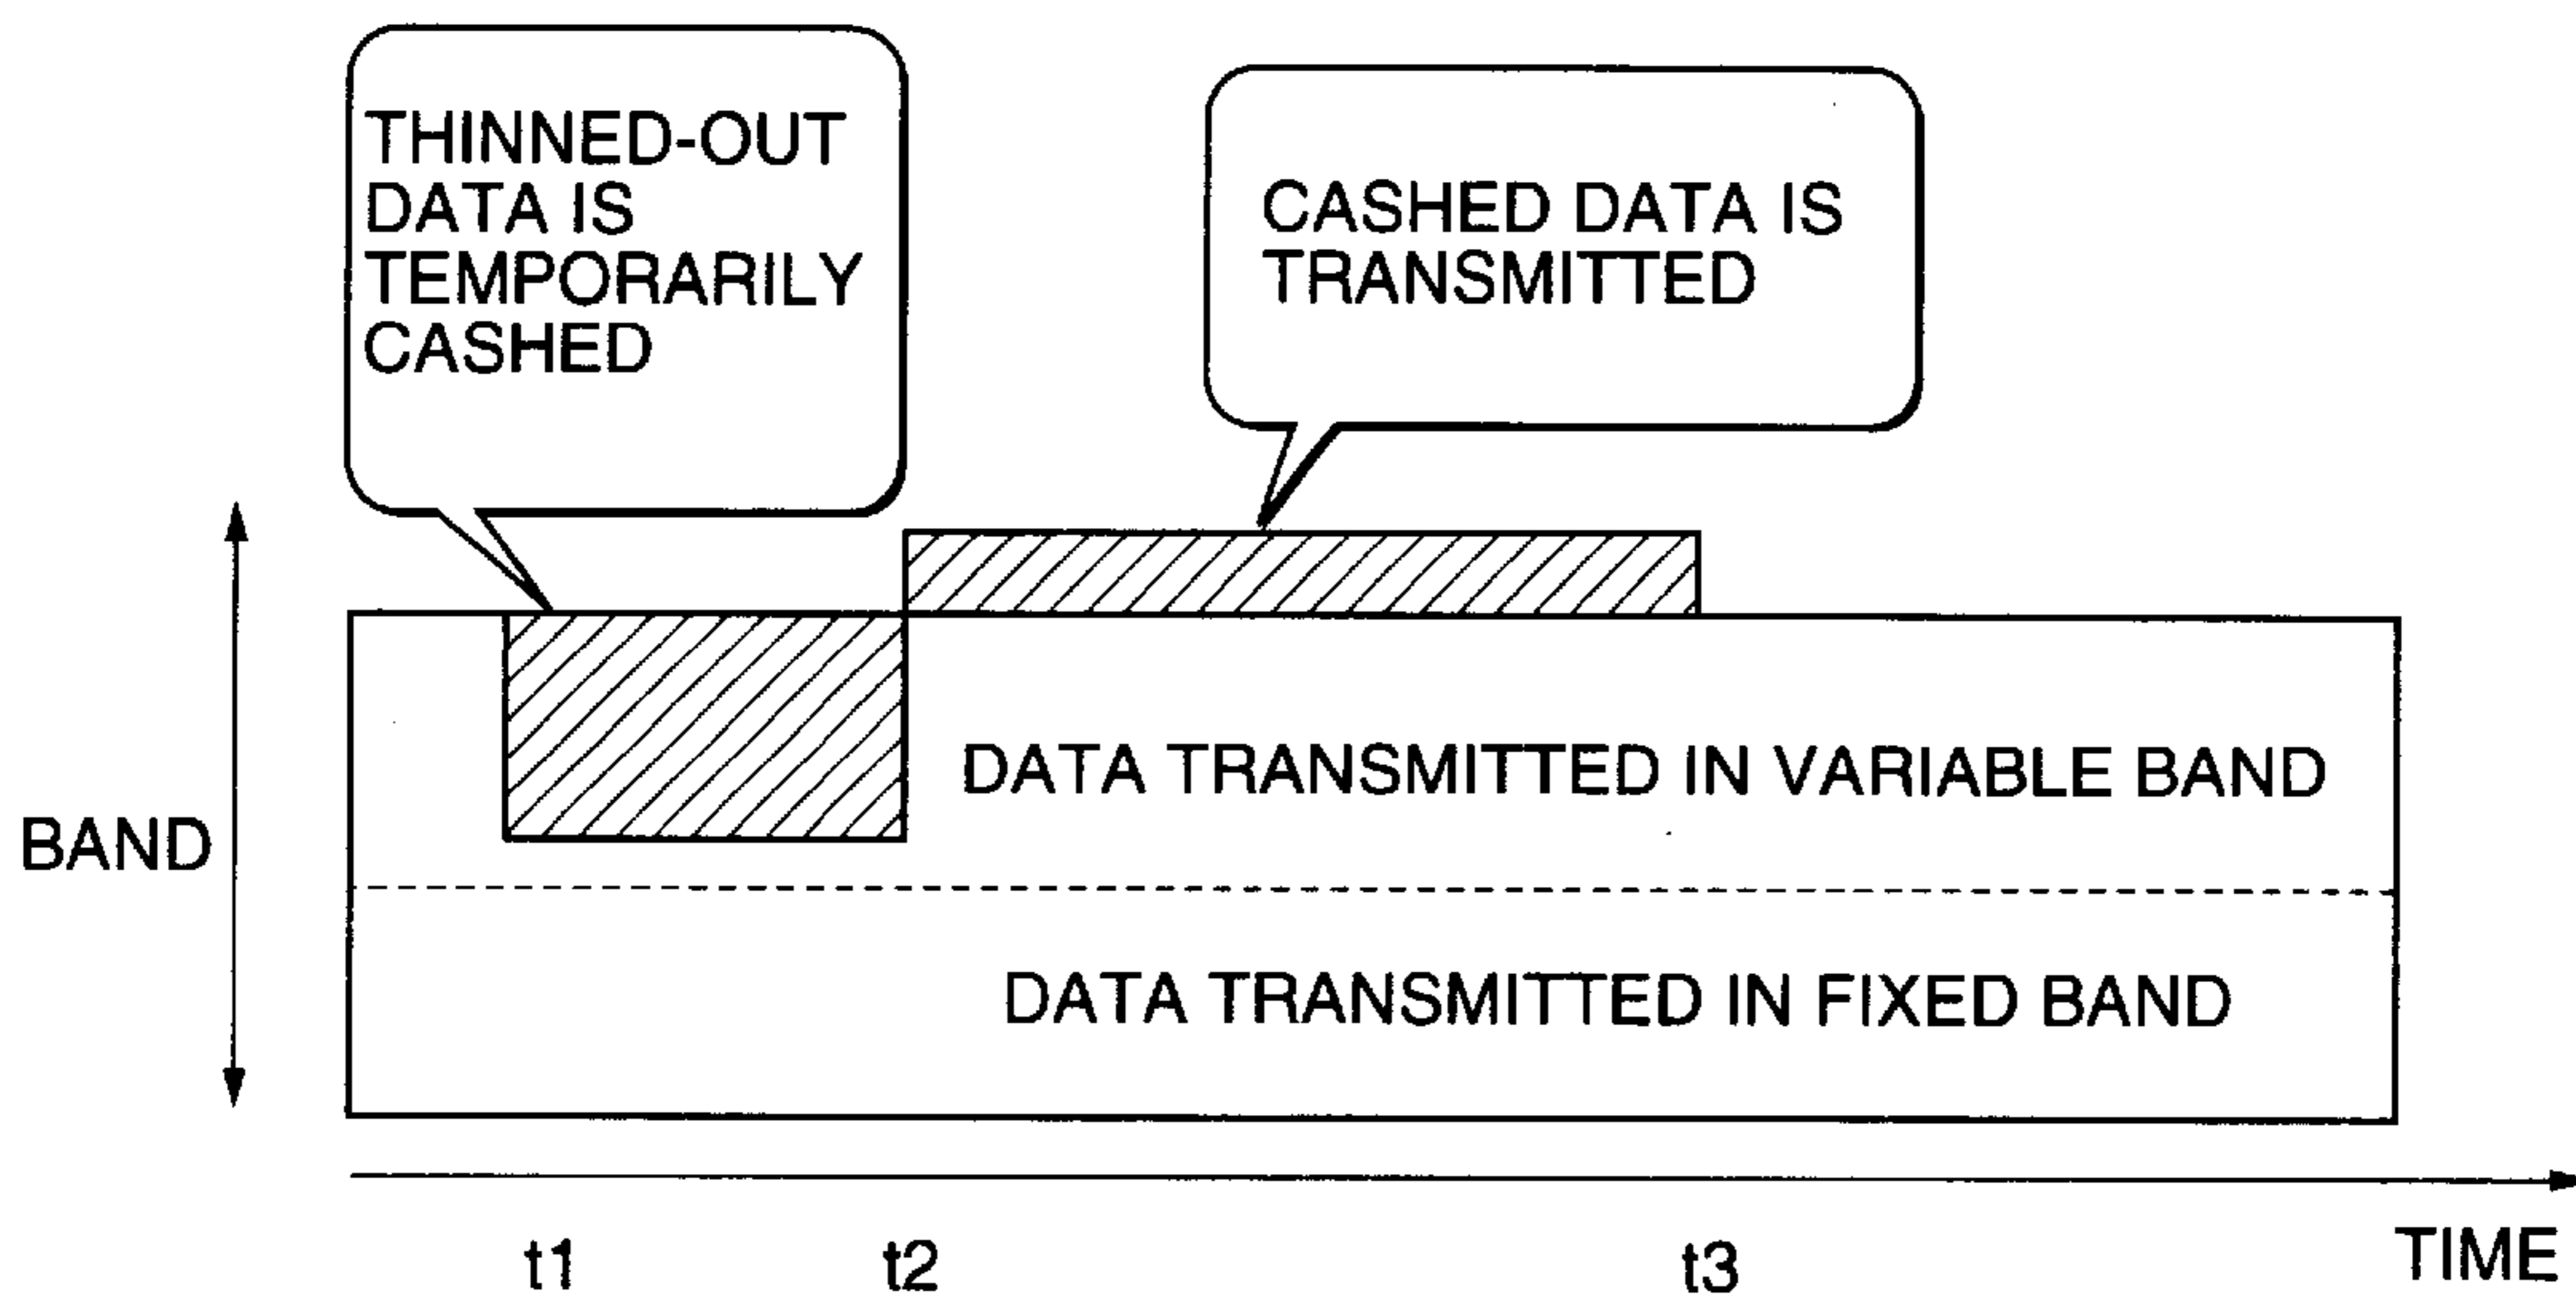 THINNED-OUT
DATA IS
TEMPORARILY
CASHED
CASHED DATA IS
TRANSMITTED
BAND
DATA TRANSMITTED IN VARIABLE BAND
DATA TRANSMITTED IN FIXED BAND
t1
t2
t3
TIME